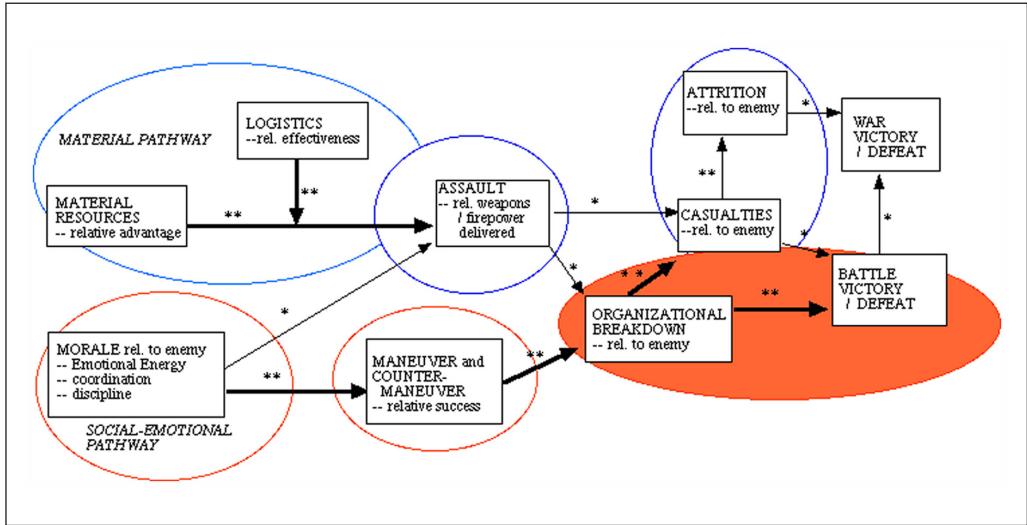 MATERIAL PATHWAY
LOGISTICS
--rel. effectiveness
**
MATERIAL
RESOURCES
-- relative advantage
**
ASSAULT
-- rel. weapons
/ firepower
delivered
*
*
ATTRITION
--rel. to enemy
*
**
CASUALTIES
--rel. to enemy
*
WAR
VICTORY
/ DEFEAT
*
BATTLE
VICTORY
/ DEFEAT
* *
ORGANIZATIONAL
BREAKDOWN
-- rel. to enemy
**
*
MORALE rel. to enemy
-- Emotional Energy
-- coordination
-- discipline
**
SOCIAL-EMOTIONAL
PATHWAY
MANEUVER and
COUNTER-
MANEUVER
-- relative success
**